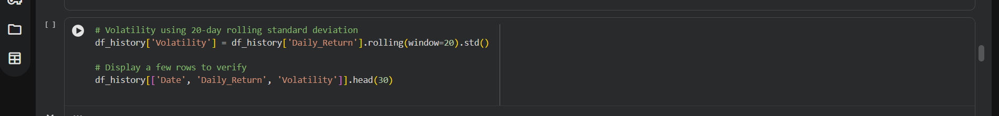 [ ]
# Volatility using 20-day rolling standard deviation
df_history['Volatility'] = df_history['Daily_Return'].rolling(window=20).std()
# Display a few rows to verify
df_history[['Date', 'Daily_Return', 'Volatility']].head(30)